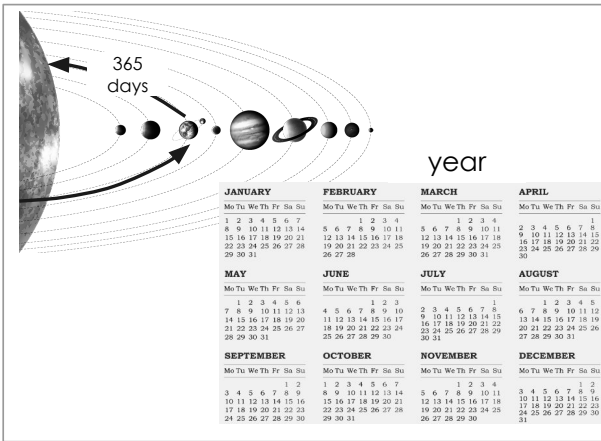 365
days
year
JANUARY
Mo Tu We Th Fr Sa Su
1 2 3 4 5 6 7
8 9 10 11 12 13 14
15 16 17 18 19 20 21
22 23 24 25 26 27 28
29 30 31
FEBRUARY
Mo Tu We Th Fr Sa Su
1 2 3 4
5 6 7 8 9 10 11
12 13 14 15 16 17 18
19 20 21 22 23 24 25
26 27 28
MARCH
Mo Tu We Th Fr Sa Su
1 2 3 4
5 6 7 8 9 10 11
12 13 14 15 16 17 18
19 20 21 22 23 24 25
26 27 28 29 30 31
APRIL
Mo Tu We Th Fr Sa Su
1
2 3 4 5 6 7 8
9 10 11 12 13 14 15
16 17 18 19 20 21 22
23 24 25 26 27 28 29
30
MAY
Mo Tu We Th Fr Sa Su
1 2 3 4 5 6
7 8 9 10 11 12 13
14 15 16 17 18 19 20
21 22 23 24 25 26 27
28 29 30 31
JUNE
Mo Tu We Th Fr Sa Su
1 2 3
4 5 6 7 8 9 10
11 12 13 14 15 16 17
18 19 20 21 22 23 24
25 26 27 28 29 30
JULY
Mo Tu We Th Fr Sa Su
1
2 3 4 5 6 7 8
9 10 11 12 13 14 15
16 17 18 19 20 21 22
23 24 25 26 27 28 29
30 31
AUGUST
Mo Tu We Th Fr Sa Su
1 2 3 4 5
6 7 8 9 10 11 12
13 14 15 16 17 18 19
20 21 22 23 24 25 26
27 28 29 30 31
SEPTEMBER
Mo Tu We Th Fr Sa Su
1 2
3 4 5 6 7 8 9
10 11 12 13 14 15 16
17 18 19 20 21 22 23
24 25 26 27 28 29 30
OCTOBER
Mo Tu We Th Fr Sa Su
1 2 3 4 5 6 7
8 9 10 11 12 13 14
15 16 17 18 19 20 21
22 23 24 25 26 27 28
29 30 31
NOVEMBER
Mo Tu We Th Fr Sa Su
1 2 3 4
5 6 7 8 9 10 11
12 13 14 15 16 17 18
19 20 21 22 23 24 25
26 27 28 29 30
DECEMBER
Mo Tu We Th Fr Sa Su
1 2
3 4 5 6 7 8 9
10 11 12 13 14 15 16
17 18 19 20 21 22 23
24 25 26 27 28 29 30
31